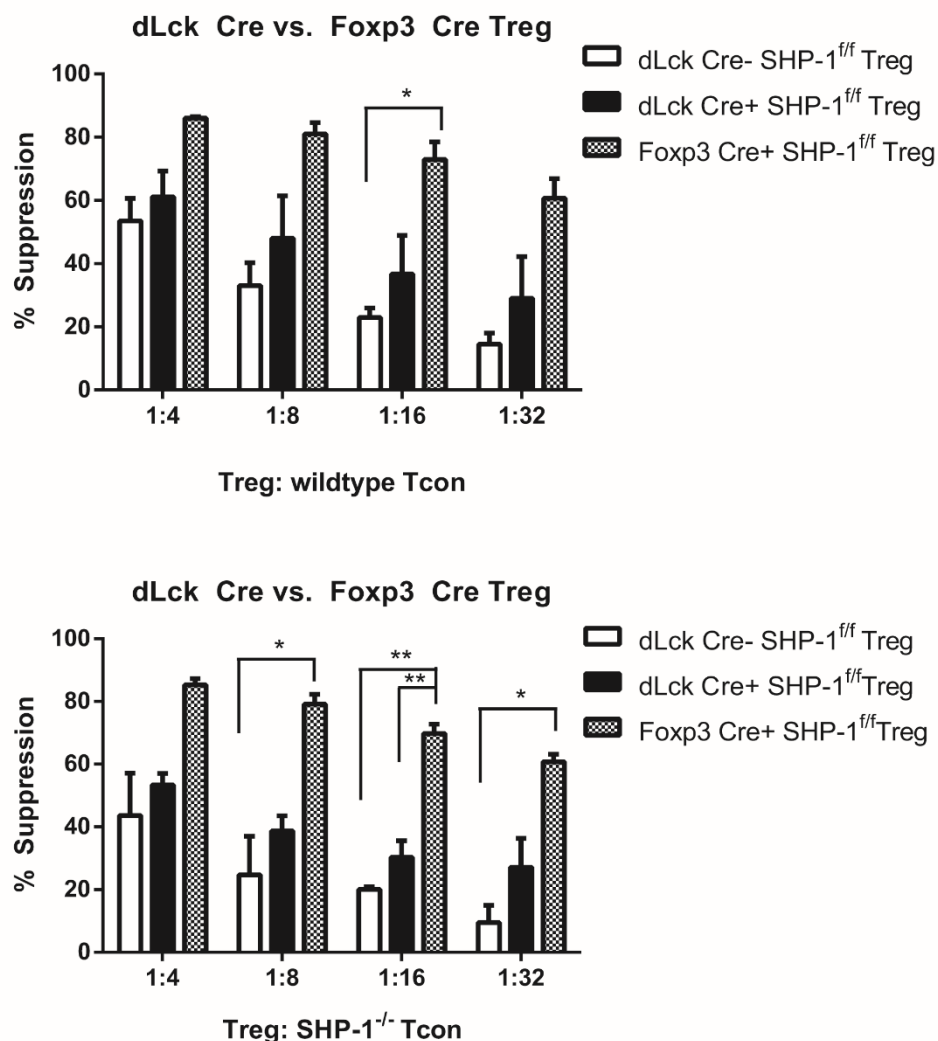 dLck Cre vs. Foxp3 Cre Treg
dLck Cre- SHP-1f/f Treg
dLck Cre+ SHP-1f/f Treg
Foxp3 Cre+ SHP-1f/f Treg
% Suppression
100
80
60
40
20
0
*
1:4 1:8 1:16 1:32
Treg: wildtype Tcon
dLck Cre vs. Foxp3 Cre Treg
dLck Cre- SHP-1f/f Treg
dLck Cre+ SHP-1f/f Treg
Foxp3 Cre+ SHP-1f/f Treg
% Suppression
100
80
60
40
20
0
*
**
**
*
1:4 1:8 1:16 1:32
Treg: SHP-1-/- Tcon